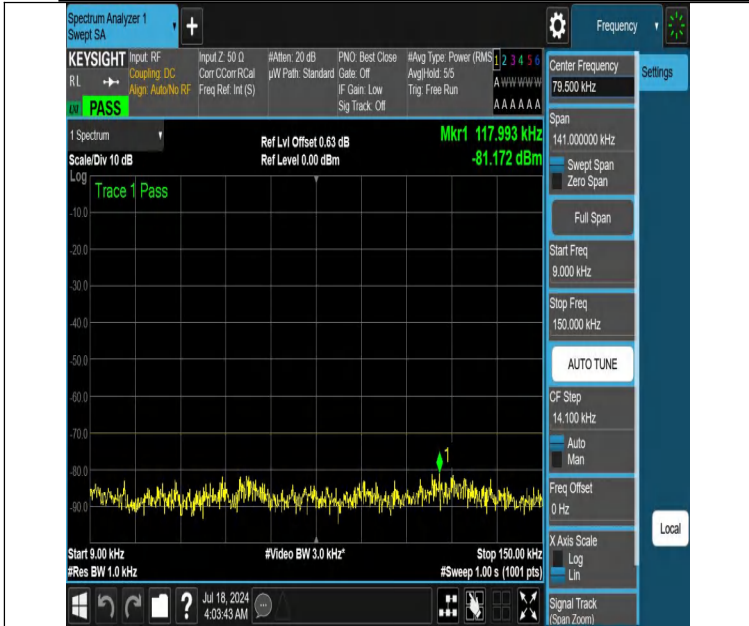 Spectrum Analyzer 1
Swept SA
+
Frequency
KEYSIGHT
RL
LXI
PASS
Input: RF
Coupling: DC
Align: Auto/No RF
Input Z: 50 Ω
Corr CCorr RCal
Freq Ref: Int (S)
#Atten: 20 dB
µW Path: Standard
PNO: Best Close
Gate: Off
IF Gain: Low
Sig Track: Off
#Avg Type: Power (RMS
Avg|Hold: 5/5
Trig: Free Run
1 2 3 4 5 6
A W W W W W
A A A A A A
1 Spectrum
Scale/Div 10 dB
Ref Lvl Offset 0.63 dB
Ref Level 0.00 dBm
Mkr1 117.993 kHz
-81.172 dBm
Log
Trace 1 Pass
-10.0
-20.0
-30.0
-40.0
-50.0
-60.0
-70.0
-80.0
-90.0
1
Start 9.00 kHz
#Res BW 1.0 kHz
#Video BW 3.0 kHz*
Stop 150.00 kHz
#Sweep 1.00 s (1001 pts)
Jul 18, 2024
4:03:43 AM
?
Center Frequency
79.500 kHz
Settings
Span
141.000000 kHz
Swept Span
Zero Span
Full Span
Start Freq
9.000 kHz
Stop Freq
150.000 kHz
AUTO TUNE
CF Step
14.100 kHz
Auto
Man
Freq Offset
0 Hz
X Axis Scale
Log
Lin
Local
Signal Track
(Span Zoom)